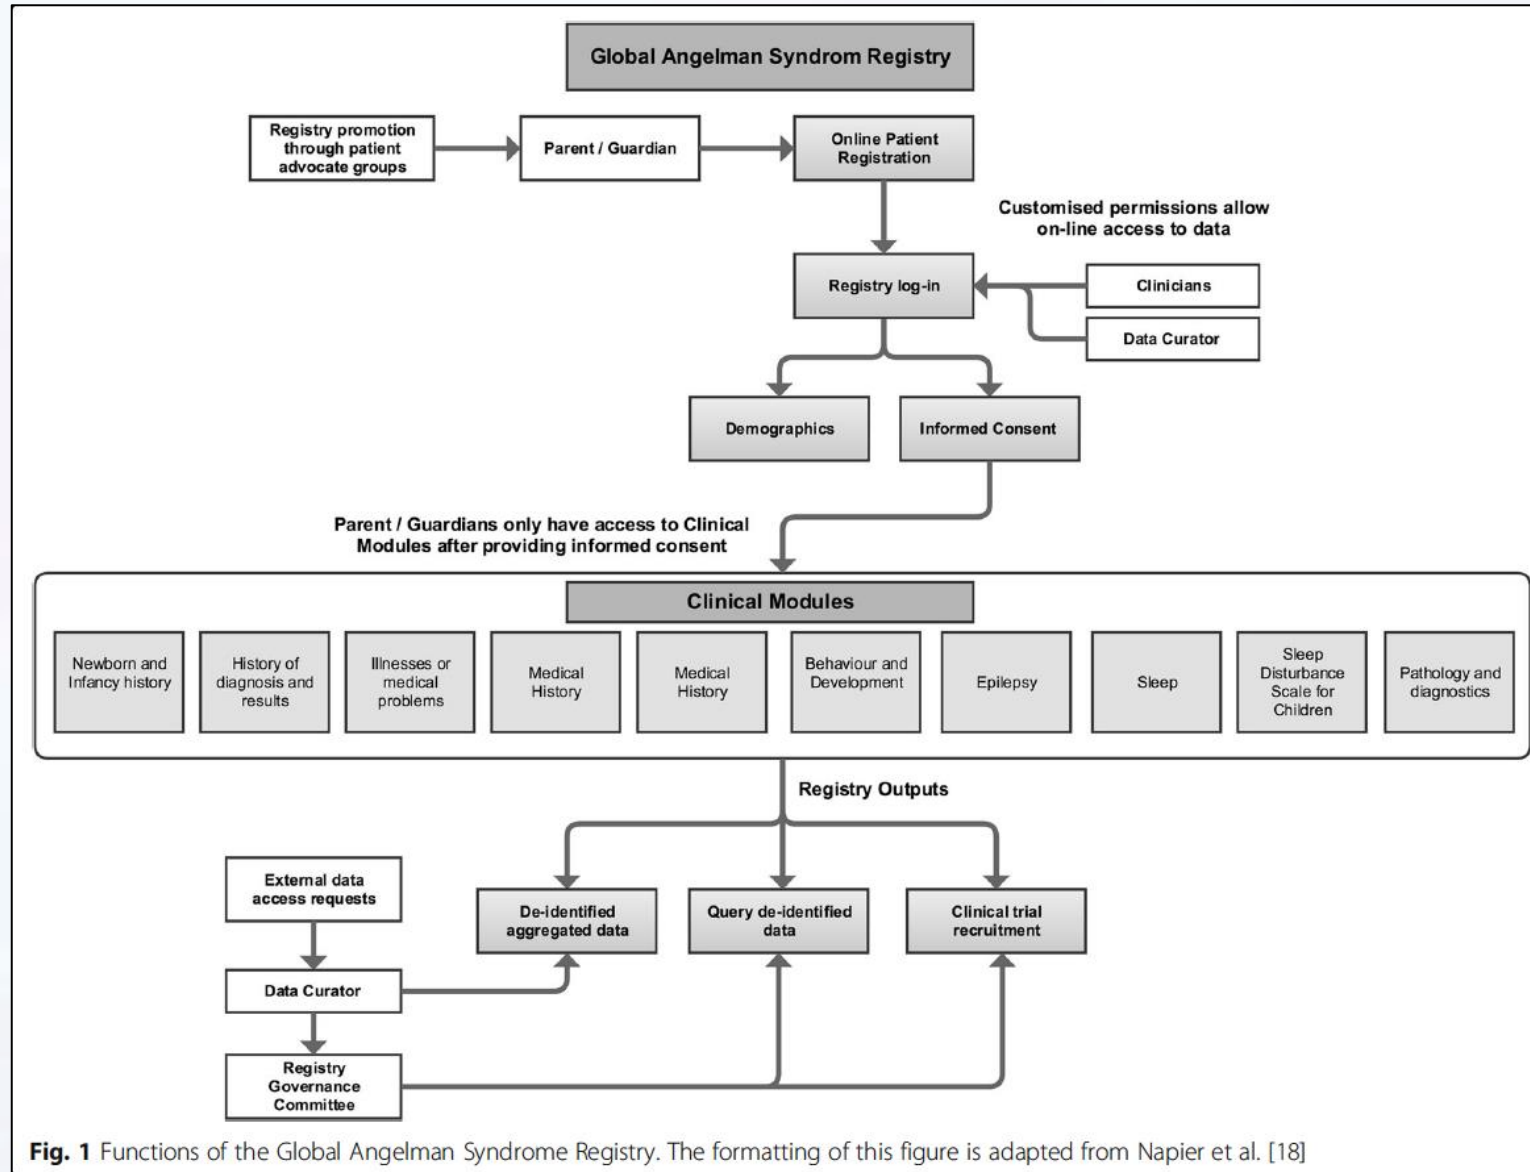 Global Angelman Syndrom Registry
Registry promotion
through patient
advocate groups
Parent / Guardian
Online Patient
Registration
Customised permissions allow
on-line access to data
Registry log-in
Clinicians
Data Curator
Demographics
Informed Consent
Parent / Guardians only have access to Clinical
Modules after providing informed consent
Clinical Modules
Newborn and
Infancy history
History of
diagnosis and
results
Illnesses or
medical
problems
Medical
History
Medical
History
Behaviour and
Development
Epilepsy
Sleep
Sleep
Disturbance
Scale for
Children
Pathology and
diagnostics
Registry Outputs
External data
access requests
De-identified
aggregated data
Query de-identified
data
Clinical trial
recruitment
Data Curator
Registry
Governance
Committee
Fig. 1 Functions of the Global Angelman Syndrome Registry. The formatting of this figure is adapted from Napier et al. [18]